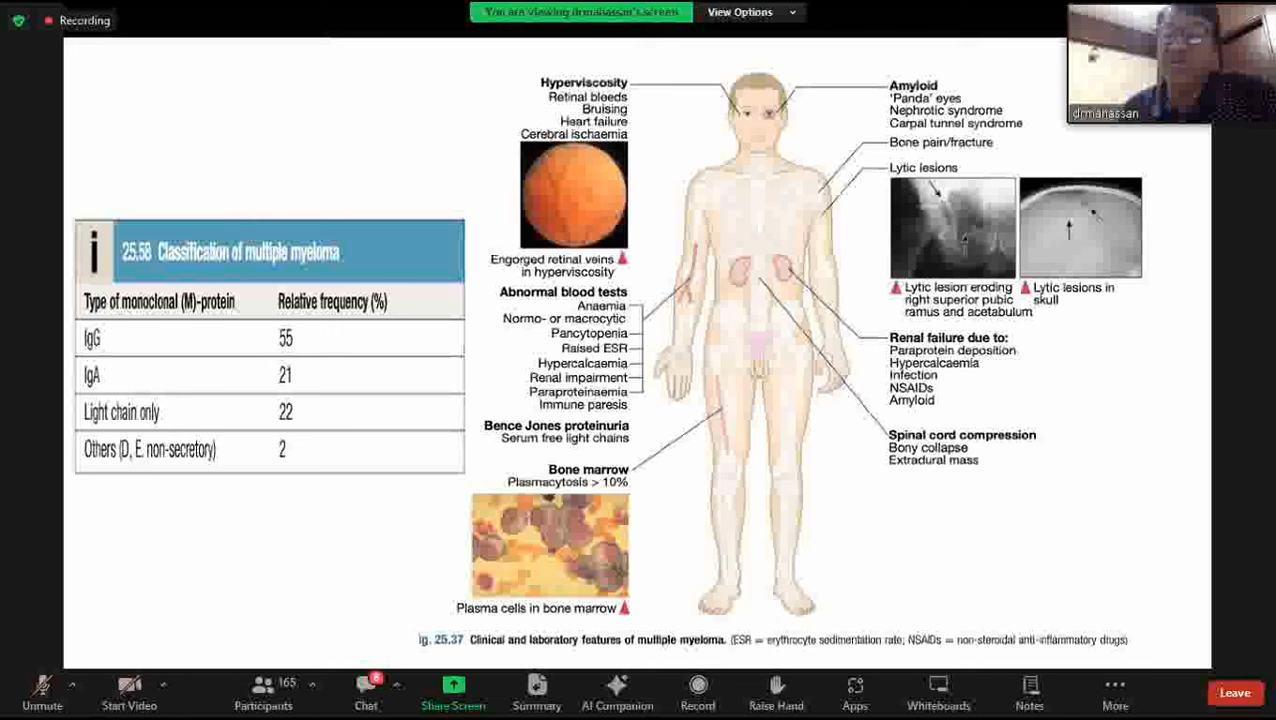 Recording
You are viewing drmahassan's screen
View Options
drmahassan
Hyperviscosity
Retinal bleeds
Bruising
Heart failure
Cerebral ischaemia
Engorged retinal veins
in hyperviscosity
Abnormal blood tests
Anaemia
Normo- or macrocytic
Pancytopenia
Raised ESR
Hypercalcaemia
Renal impairment
Paraproteinaemia
Immune paresis
Bence Jones proteinuria
Serum free light chains
Bone marrow
Plasmacytosis > 10%
Plasma cells in bone marrow
Amyloid
'Panda' eyes
Nephrotic syndrome
Carpal tunnel syndrome
Bone pain/fracture
Lytic lesions
Lytic lesion eroding
right superior pubic
ramus and acetabulum
Lytic lesions in
skull
Renal failure due to:
Paraprotein deposition
Hypercalcaemia
Infection
NSAIDs
Amyloid
Spinal cord compression
Bony collapse
Extradural mass
i 25.58 Classification of multiple myeloma
Type of monoclonal (M)-protein Relative frequency (%)
IgG 55
IgA 21
Light chain only 22
Others (D, E, non-secretory) 2
ig. 25.37 Clinical and laboratory features of multiple myeloma. (ESR = erythrocyte sedimentation rate; NSAIDs = non-steroidal anti-inflammatory drugs)
Unmute
Start Video
165
Participants
8
Chat
Share Screen
Summary
AI Companion
Record
Raise Hand
Apps
Whiteboards
Notes
More
Leave